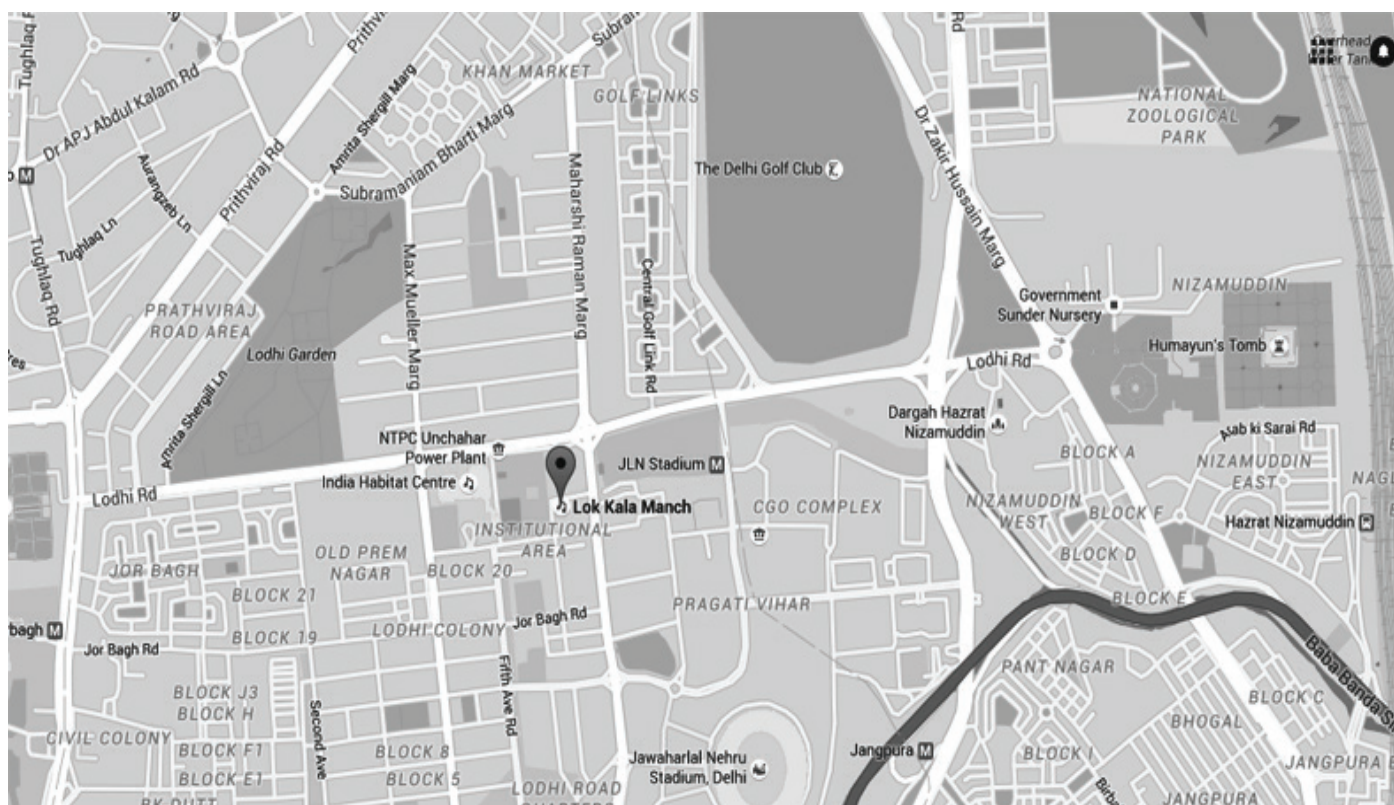 Tughlaq
Prithvi
Subram
Rd
KHAN MARKET
GOLF LINKS
NATIONAL
ZOOLOGICAL
PARK
Dr APJ Abdul Kalam Rd
Amrita Shergill Marg
Prithviraj Rd
Subramaniam Bharti Marg
Aurangzeb Ln
Tughlaq Ln
Tughlaq Rd
Maharshi Raman Marg
The Delhi Golf Club
Dr Zakir Hussain Marg
Max Mueller Marg
Central Golf Link Rd
PRATHVIRAJ
ROAD AREA
Lodhi Garden
Amrita Shergill Ln
Government
Sunder Nursery
NIZAMUDDIN
Humayun's Tomb
Lodhi Rd
Dargah Hazrat
Nizamuddin
NTPC Unchahar
Power Plant
India Habitat Centre
JLN Stadium
Lok Kala Manch
INSTITUTIONAL
AREA
CGO COMPLEX
BLOCK A
NIZAMUDDIN
WEST
BLOCK F
BLOCK D
BLOCK E
Arab ki Sarai Rd
NIZAMUDDIN
EAST
Hazrat Nizamuddin
Lodhi Rd
JOR BAGH
OLD PREM
NAGAR
BLOCK 20
BLOCK 21
BLOCK 19
LODHI COLONY
Jor Bagh Rd
PRAGATI VIHAR
rbagh
Jor Bagh Rd
BLOCK J3
BLOCK H
CIVIL COLONY
BLOCK F1
BLOCK E1
Second Ave
Fifth Ave Rd
BLOCK 8
BLOCK 5
LODHI ROAD
Jawaharlal Nehru
Stadium, Delhi
Jangpura
PANT NAGAR
BLOCK I
BHOGAL
BLOCK C
Baba Banda S
JANGPURA E